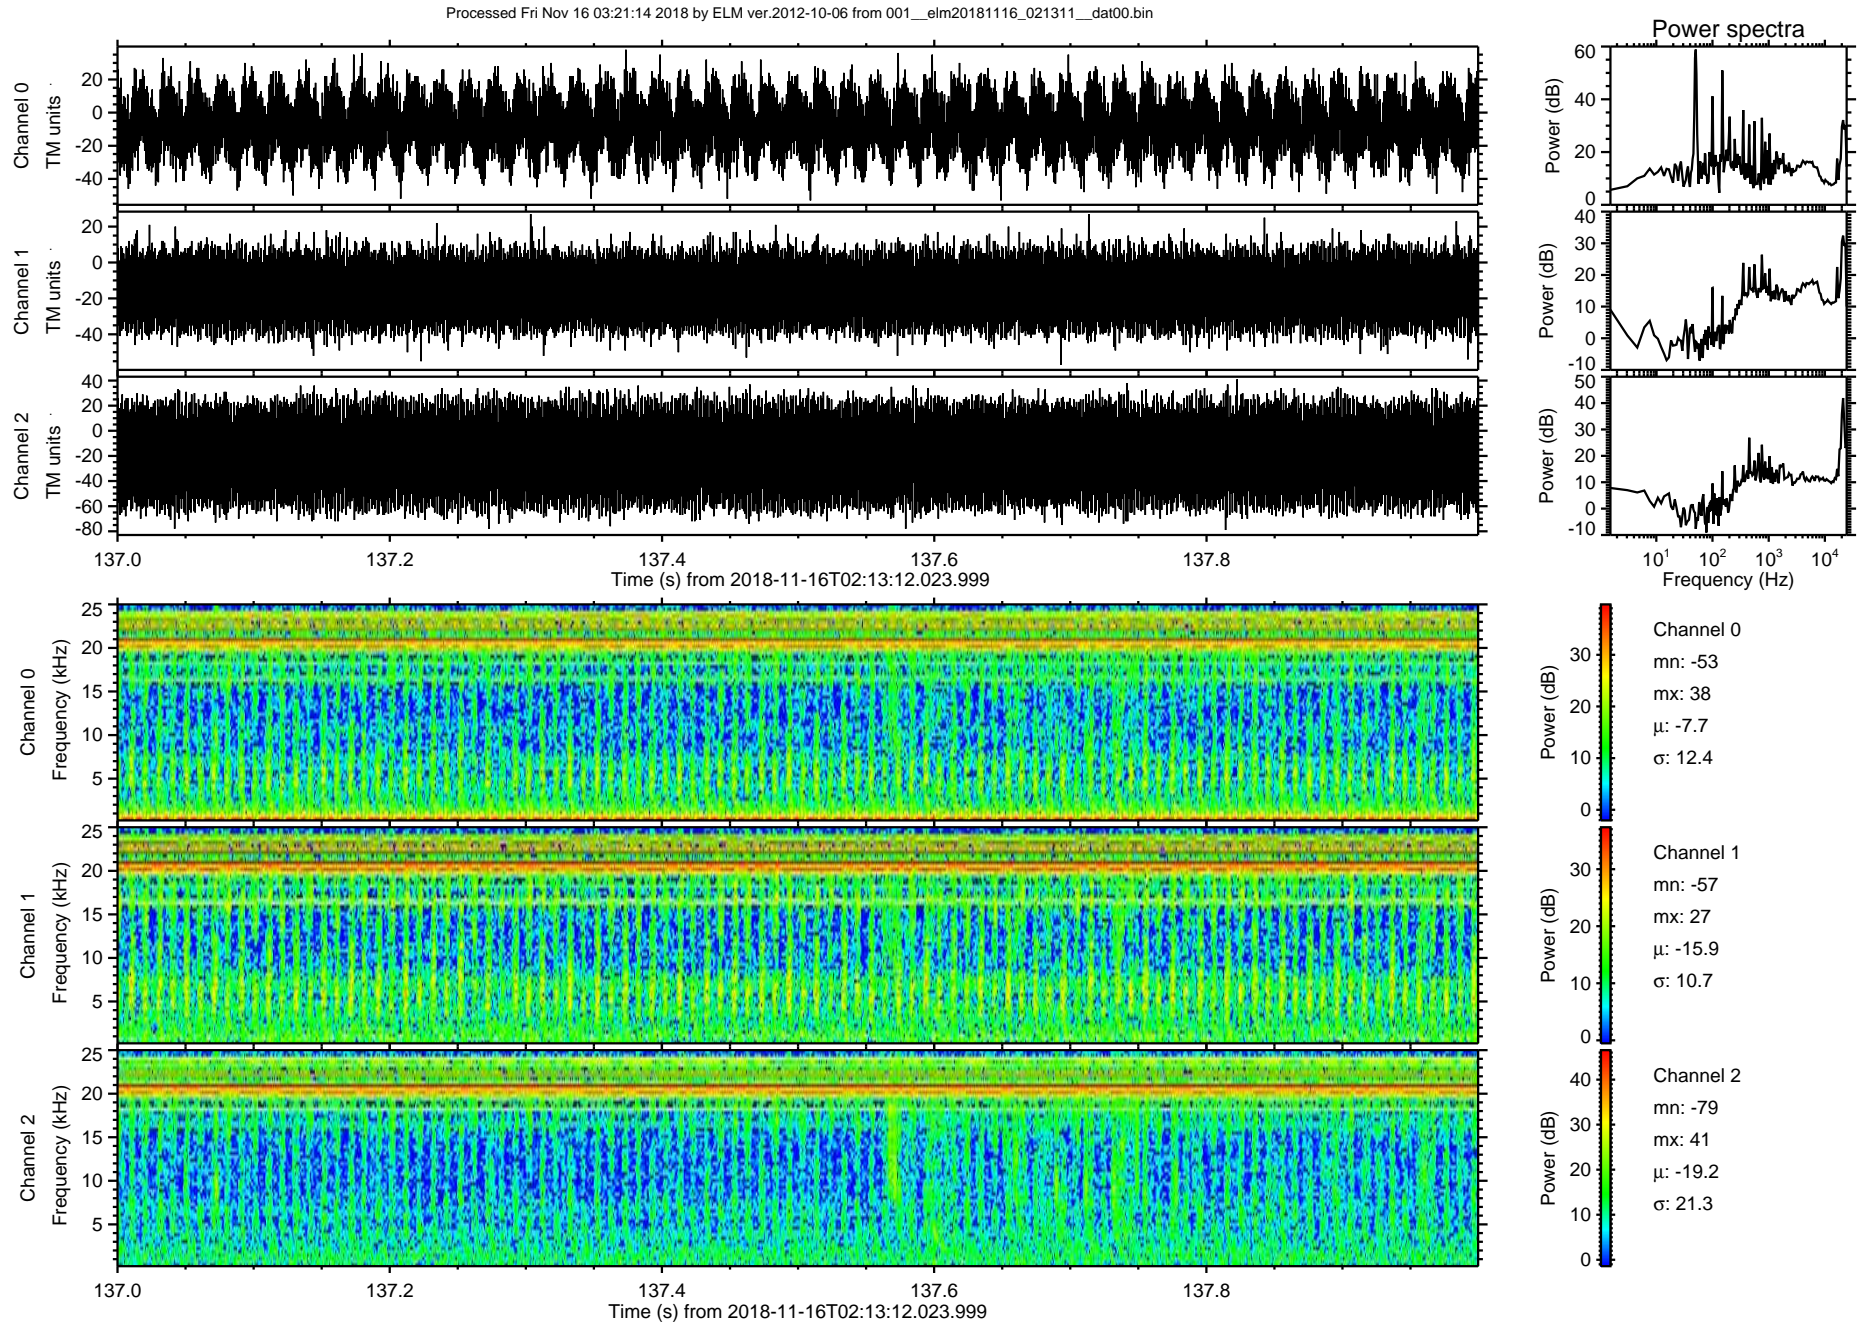 Processed Fri Nov 16 03:21:14 2018 by ELM ver.2012-10-06 from 001__elm20181116_021311__dat00.bin
Power spectra
Channel 0
TM units
20
0
-20
-40
Power (dB)
60
40
20
0
Channel 1
TM units
20
0
-20
-40
Power (dB)
40
30
20
10
0
-10
Channel 2
TM units
40
20
0
-20
-40
-60
-80
Power (dB)
50
40
30
20
10
0
-10
137.0
137.2
137.4
137.6
137.8
Time (s) from 2018-11-16T02:13:12.023.999
10¹
10²
10³
10⁴
Frequency (Hz)
Channel 0
Frequency (kHz)
25
20
15
10
5
Power (dB)
30
20
10
0
Channel 0
mn: -53
mx: 38
µ: -7.7
σ: 12.4
Channel 1
Frequency (kHz)
25
20
15
10
5
Power (dB)
30
20
10
0
Channel 1
mn: -57
mx: 27
µ: -15.9
σ: 10.7
Channel 2
Frequency (kHz)
25
20
15
10
5
Power (dB)
40
30
20
10
0
Channel 2
mn: -79
mx: 41
µ: -19.2
σ: 21.3
137.0
137.2
137.4
137.6
137.8
Time (s) from 2018-11-16T02:13:12.023.999